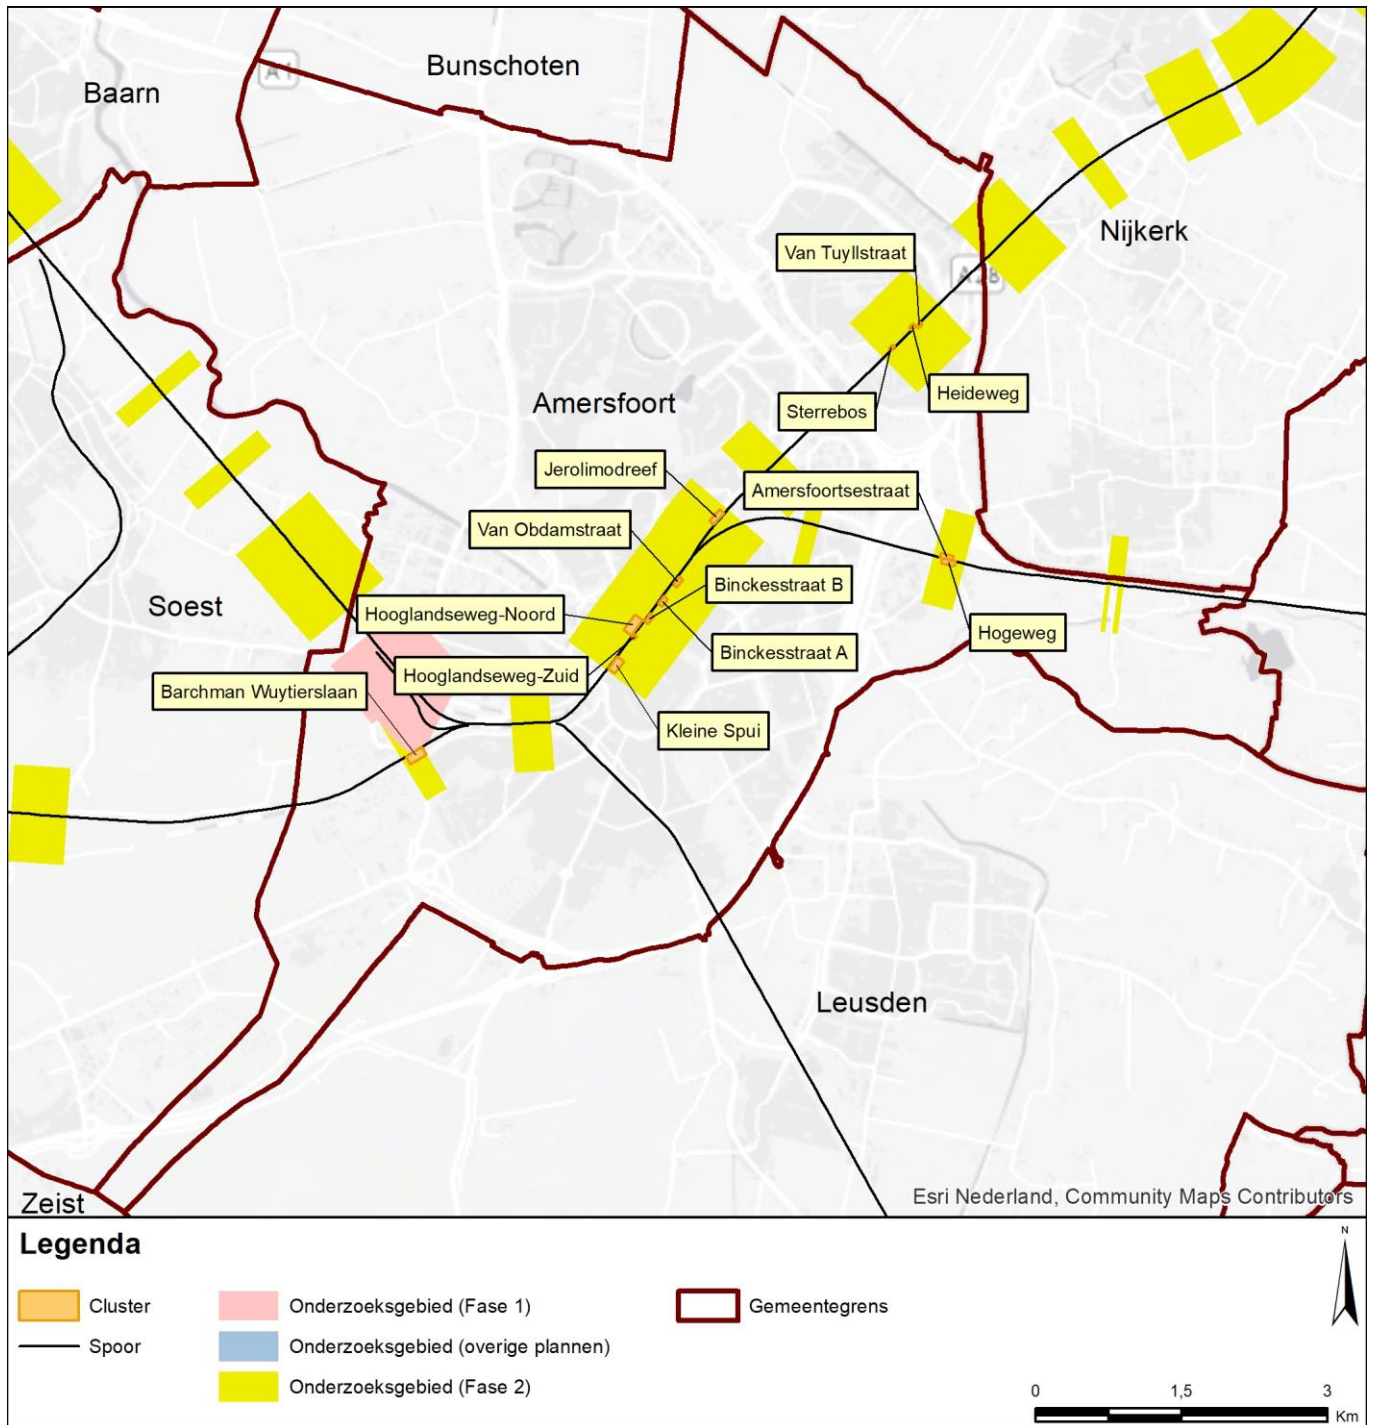 Bunschoten
A1
Baarn
Nijkerk
Van Tuyllstraat
A28
Heideweg
Amersfoort
Sterrebos
Jerolimodreef
Amersfoortsestraat
Van Obdamstraat
Binckesstraat B
Soest
Hooglandseweg-Noord
Hogeweg
Binckesstraat A
Hooglandseweg-Zuid
Barchman Wuytierslaan
Kleine Spui
Leusden
Zeist
Esri Nederland, Community Maps Contributors
Legenda
N
Cluster
Onderzoeksgebied (Fase 1)
Gemeentegrens
Spoor
Onderzoeksgebied (overige plannen)
Onderzoeksgebied (Fase 2)
0 1,5 3
Km